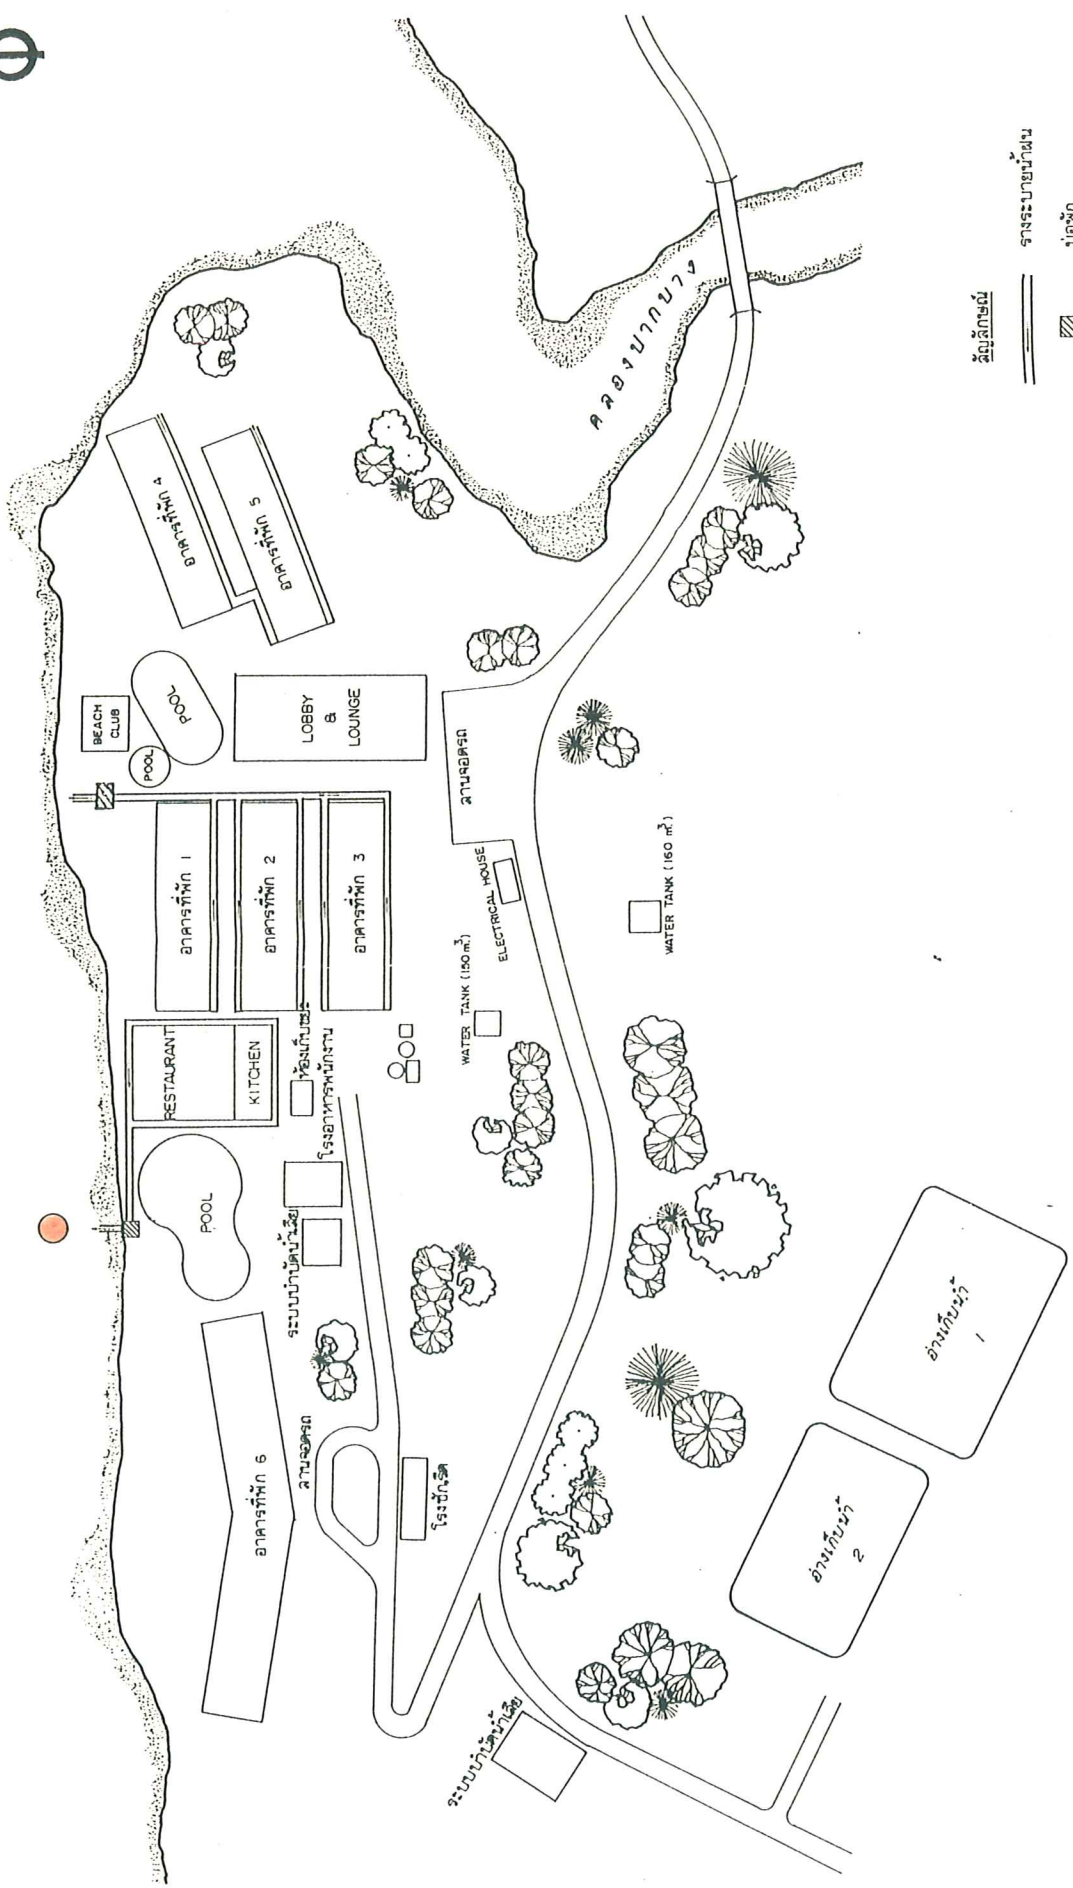 คลองปากบาง
อาคารที่พัก 4
อาคารที่พัก 5
BEACH
CLUB
POOL
POOL
LOBBY
&
LOUNGE
ลานจอดรถ
อาคารที่พัก 1
อาคารที่พัก 2
อาคารที่พัก 3
ELECTRICAL HOUSE
WATER TANK (150 m³)
WATER TANK (160 m³)
RESTAURANT
KITCHEN
ห้องเก็บขยะ
โรงอาหารพนักงาน
POOL
ระบบบำบัดน้ำเสีย
อาคารที่พัก 6
ลานจอดรถ
โรงซักรีด
ระบบบำบัดน้ำเสีย
อ่างเก็บน้ำ
1
อ่างเก็บน้ำ
2
สัญลักษณ์
รางระบายน้ำฝน
บ่อพัก